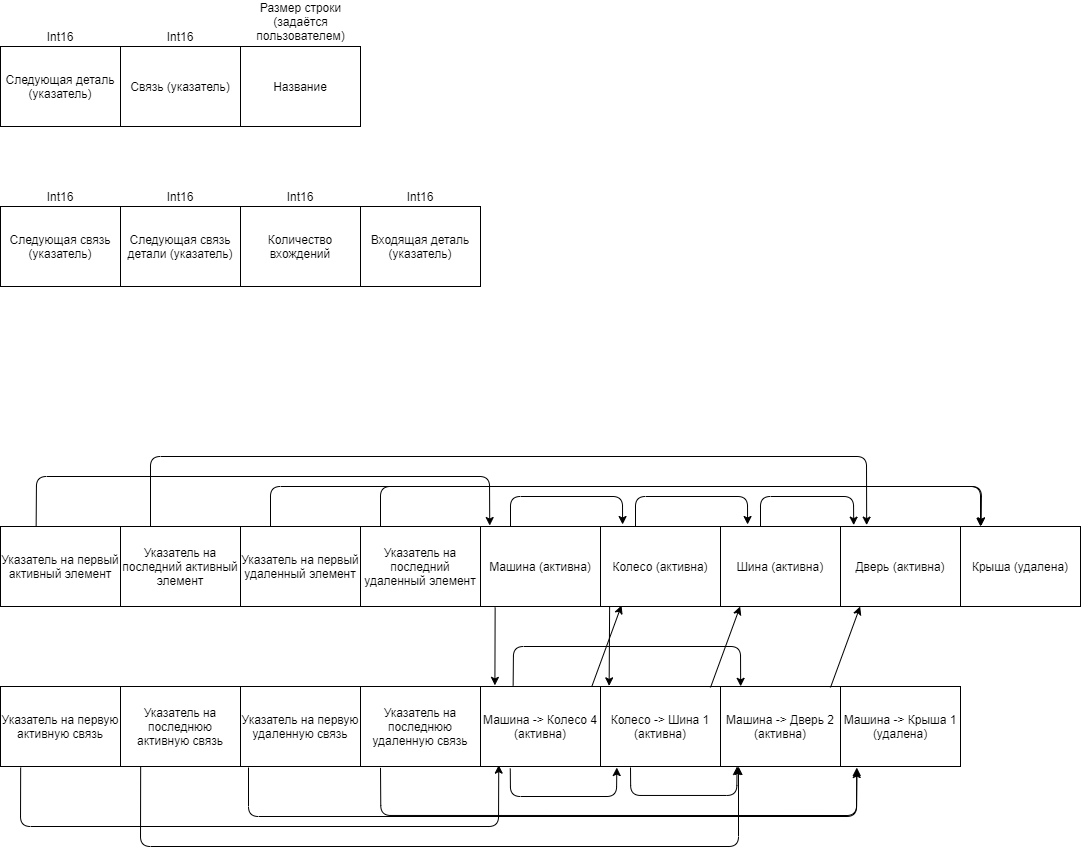 Размер строки
(задаётся
пользователем)
Int16
Int16
Следующая деталь
(указатель)
Связь (указатель)
Название
Int16
Int16
Int16
Int16
Следующая связь
(указатель)
Следующая связь
детали (указатель)
Количество
вхождений
Входящая деталь
(указатель)
Указатель на первый
активный элемент
Указатель на
последний активный
элемент
Указатель на первый
удаленный элемент
Указатель на
последний
удаленный элемент
Машина (активна)
Колесо (активна)
Шина (активна)
Дверь (активна)
Крыша (удалена)
Указатель на первую
активную связь
Указатель на
последнюю
активную связь
Указатель на первую
удаленную связь
Указатель на
последнюю
удаленную связь
Машина -> Колесо 4
(активна)
Колесо -> Шина 1
(активна)
Машина -> Дверь 2
(активна)
Машина -> Крыша 1
(удалена)